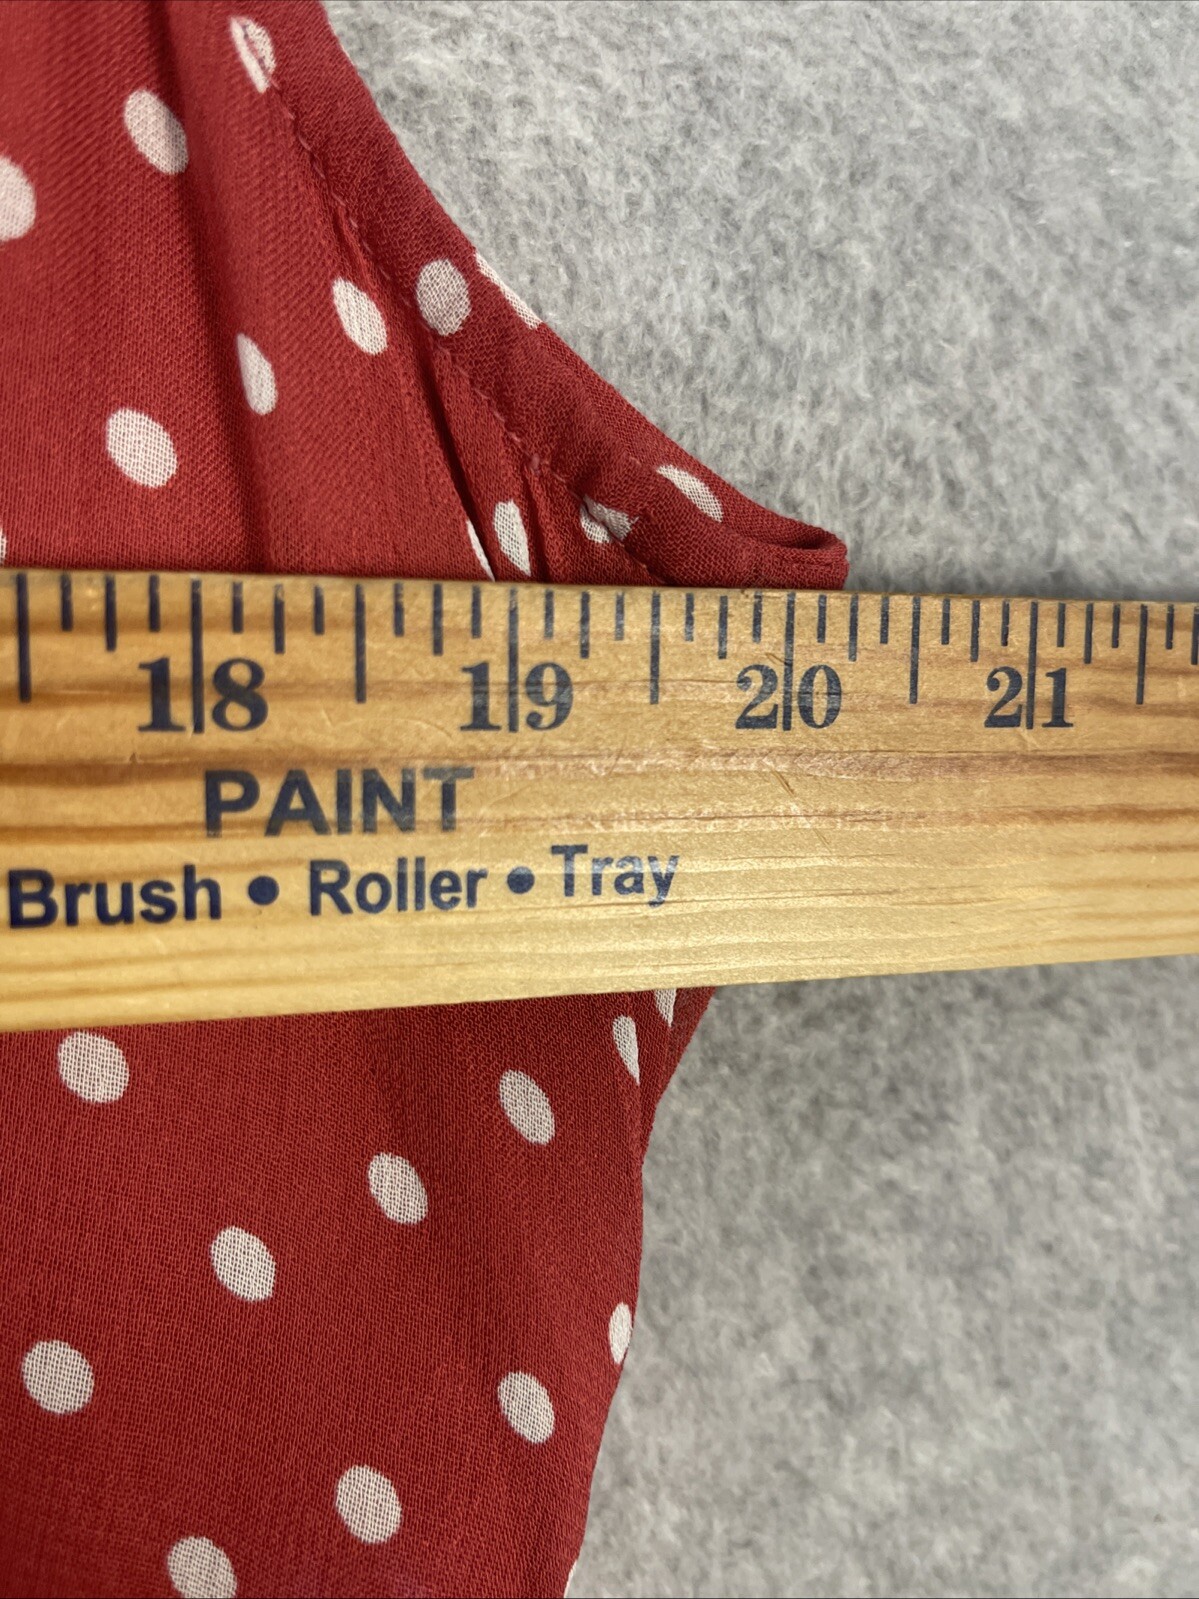 18 19 20 21
PAINT
Brush • Roller • Tray